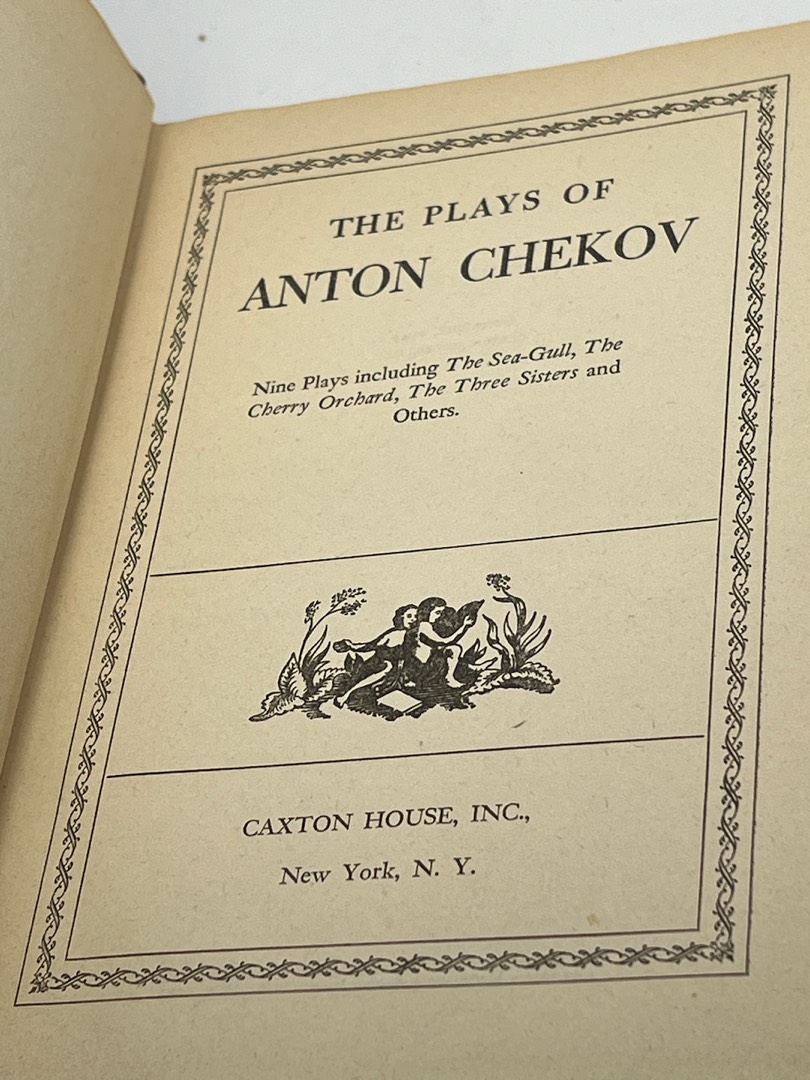 THE PLAYS OF
ANTON CHEKOV
Nine Plays including The Sea-Gull, The
Cherry Orchard, The Three Sisters and
Others.
CAXTON HOUSE, INC.,
New York, N. Y.